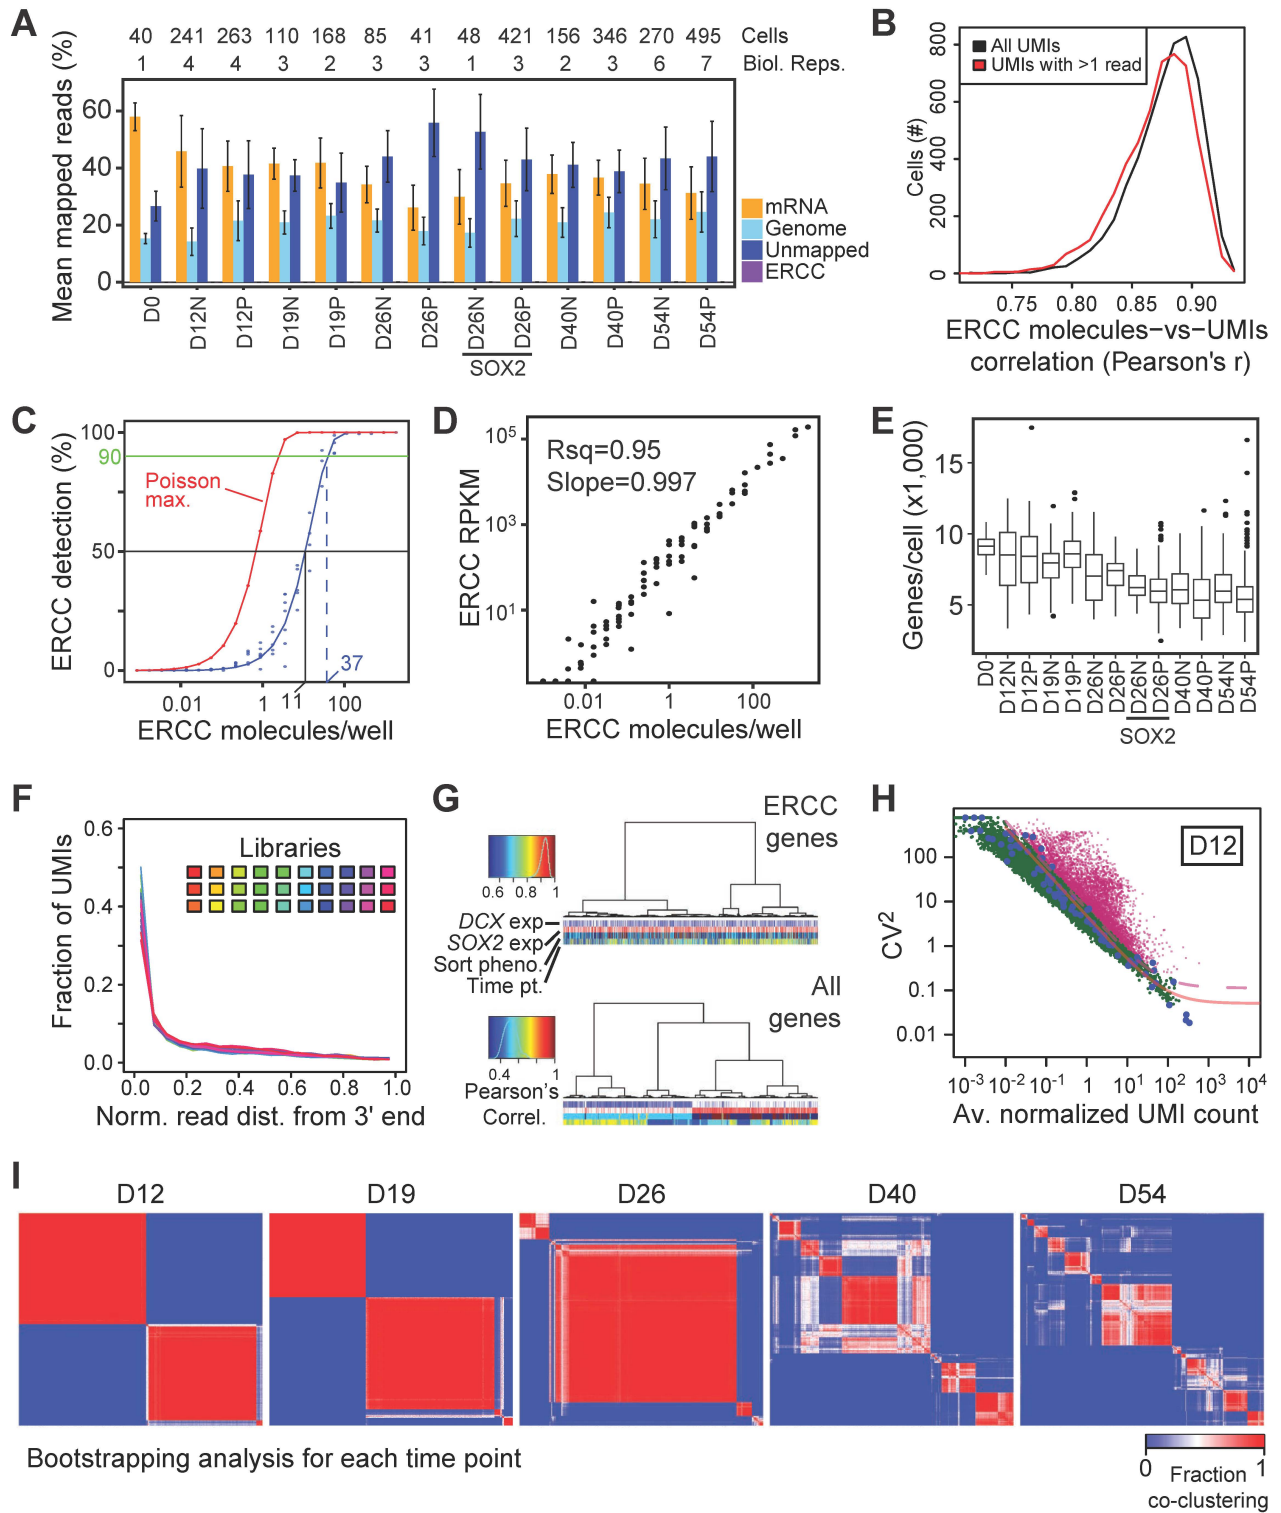 A
40 241 263 110 168 85 41 48 421 156 346 270 495 Cells
1 4 4 3 2 3 3 1 3 2 3 6 7 Biol. Reps.
Mean mapped reads (%)
60
40
20
0
mRNA
Genome
Unmapped
ERCC
D0 D12N D12P D19N D19P D26N D26P D26N D26P D40N D40P D54N D54P
SOX2
B
All UMIs
UMIs with >1 read
Cells (#)
800
600
400
200
0
0.75 0.80 0.85 0.90
ERCC molecules-vs-UMIs
correlation (Pearson's r)
C
ERCC detection (%)
100
90
50
0
Poisson
max.
37
0.01 1 11 100
ERCC molecules/well
D
Rsq=0.95
Slope=0.997
ERCC RPKM
10⁵
10³
10¹
0.01 1 100
ERCC molecules/well
E
Genes/cell (x1,000)
15
10
5
D0 D12N D12P D19N D19P D26N D26P D26N D26P D40N D40P D54N D54P
SOX2
F
Fraction of UMIs
0.6
0.4
0.2
0.0
Libraries
0.0 0.2 0.4 0.6 0.8 1.0
Norm. read dist. from 3' end
G
ERCC
genes
0.6 0.8 1
DCX exp
SOX2 exp
Sort pheno.
Time pt.
All
genes
0.4 1
Pearson's
Correl.
H
D12
CV²
100
10
1
0.1
0.01
10⁻³ 10⁻² 10⁻¹ 1 10¹ 10² 10³ 10⁴
Av. normalized UMI count
I
D12 D19 D26 D40 D54
Bootstrapping analysis for each time point
0 1
Fraction
co-clustering